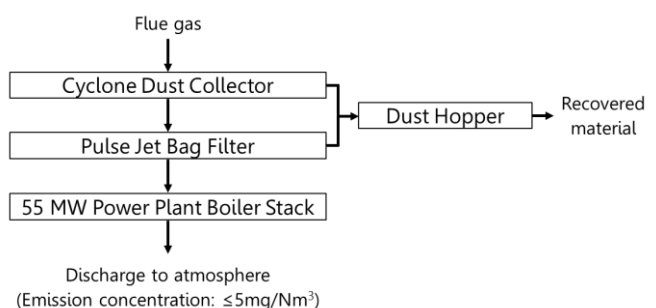 Flue gas
Cyclone Dust Collector
Pulse Jet Bag Filter
Dust Hopper
Recovered
material
55 MW Power Plant Boiler Stack
Discharge to atmosphere
(Emission concentration: ≤5mg/Nm³)